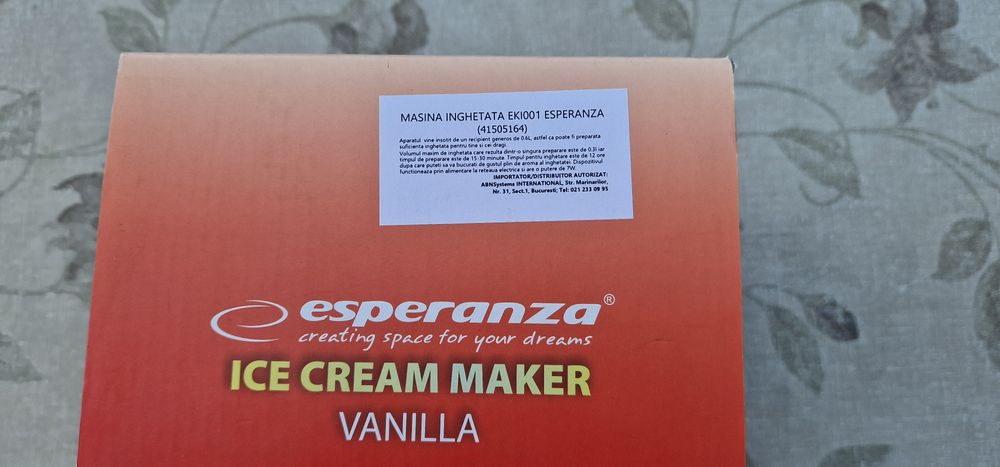 MASINA INGHETATA EKI001 ESPERANZA
(41505164)
Aparatul vine insotit de un recipient generos de 0.6L, astfel ca poate fi preparata
suficienta inghetata pentru tine si cei dragi.
Volumul maxim de inghetata care rezulta dintr-o singura preparare este de 0.3l iar
timpul de preparare este de 15-30 minute. Timpul pentru inghetare este de 12 ore
dupa care puteti sa va bucurati de gustul plin de aroma al inghetatei. Dispozitivul
functioneaza prin alimentare la reteaua electrica si are o putere de 7W.
IMPORTATOR/DISTRIBUITOR AUTORIZAT:
ABNSystems INTERNATIONAL, Str. Marinarilor,
Nr. 31, Sect.1, Bucuresti; Tel: 021 233 09 95
esperanza®
creating space for your dreams
ICE CREAM MAKER
VANILLA